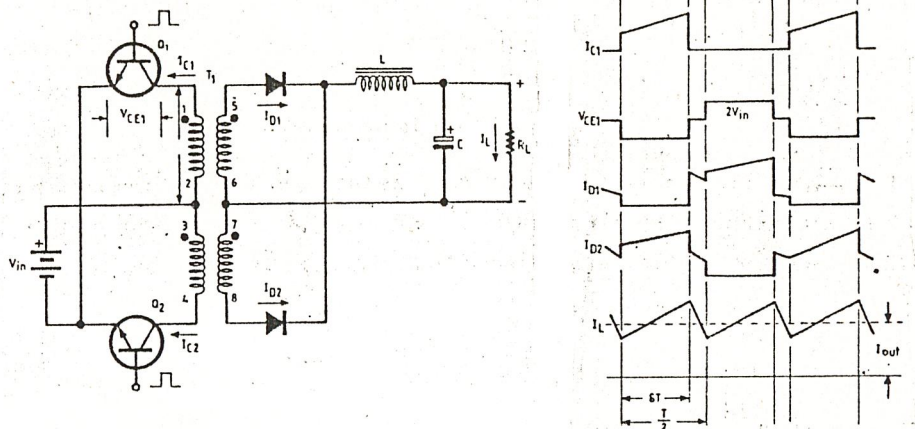 Q1
IC1
T1
VCE1
1
2
3
4
5
6
7
8
ID1
L
+
C
IL
RL
-
+
Vin
Q2
IC2
ID2
IC1
VCE1
2Vin
ID1
ID2
IL
Iout
δT
T
2